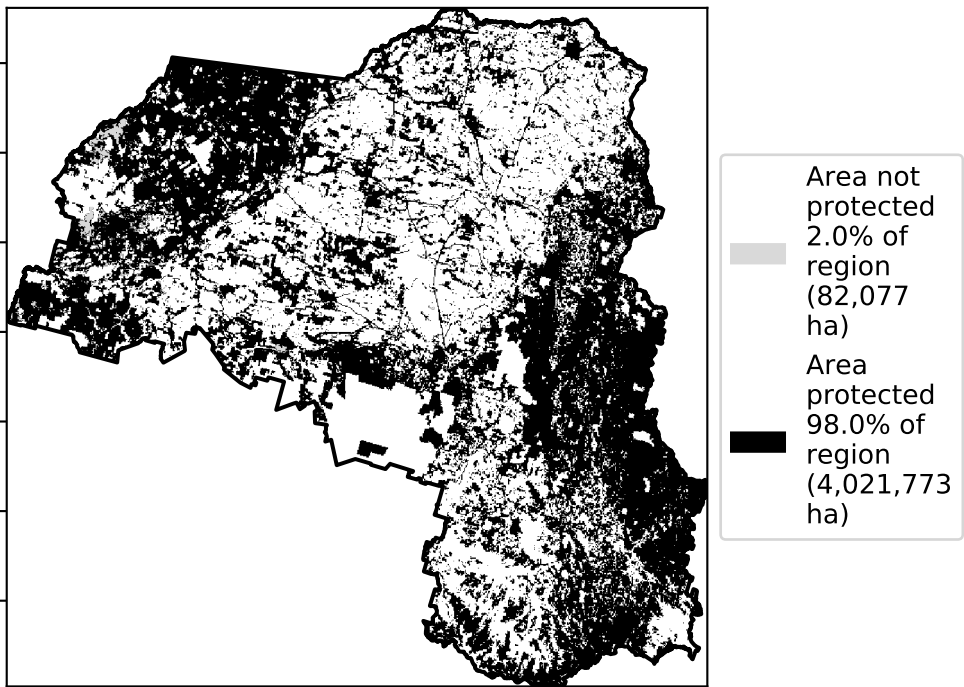 Area not
protected
2.0% of
region
(82,077
ha)
Area
protected
98.0% of
region
(4,021,773
ha)